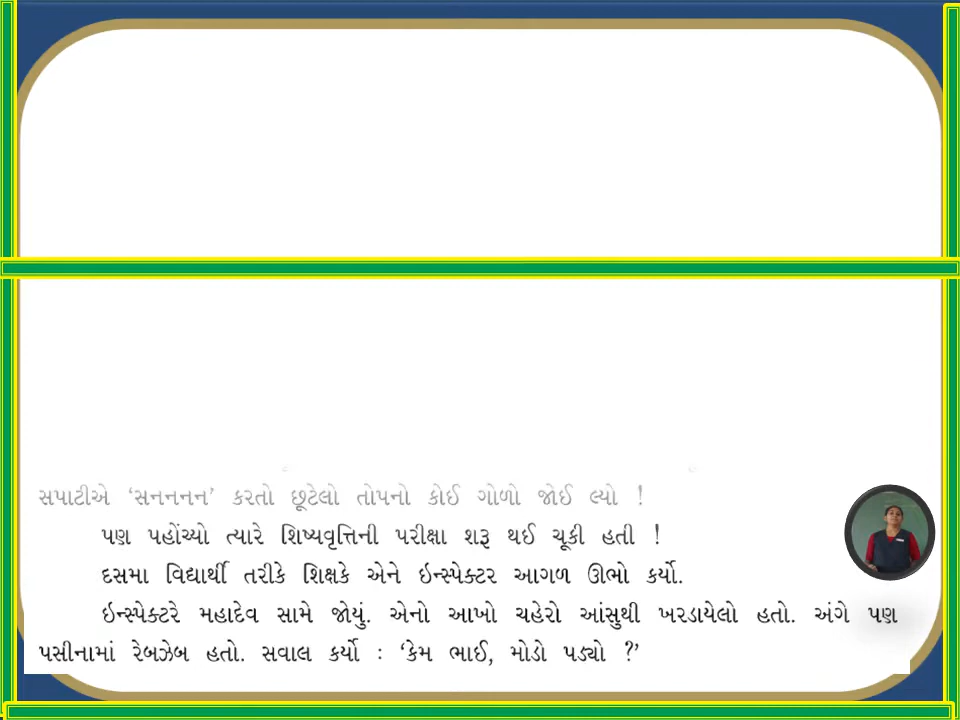 સપાટીએ ‘સનનનન’ કરતો છૂટેલો તોપનો કોઈ ગોળો જોઈ લ્યો !
પણ પહોંચ્યો ત્યારે શિષ્યવૃત્તિની પરીક્ષા શરૂ થઈ ચૂકી હતી !
દસમા વિદ્યાર્થી તરીકે શિક્ષકે એને ઇન્સ્પેક્ટર આગળ ઊભો કર્યો.
ઇન્સ્પેક્ટરે મહાદેવ સામે જોયું. એનો આખો ચહેરો આંસુથી ખરડાયેલો હતો. અંગે પણ
પસીનામાં રેબઝેબ હતો. સવાલ કર્યો : ‘કેમ ભાઈ, મોડો પડ્યો ?’